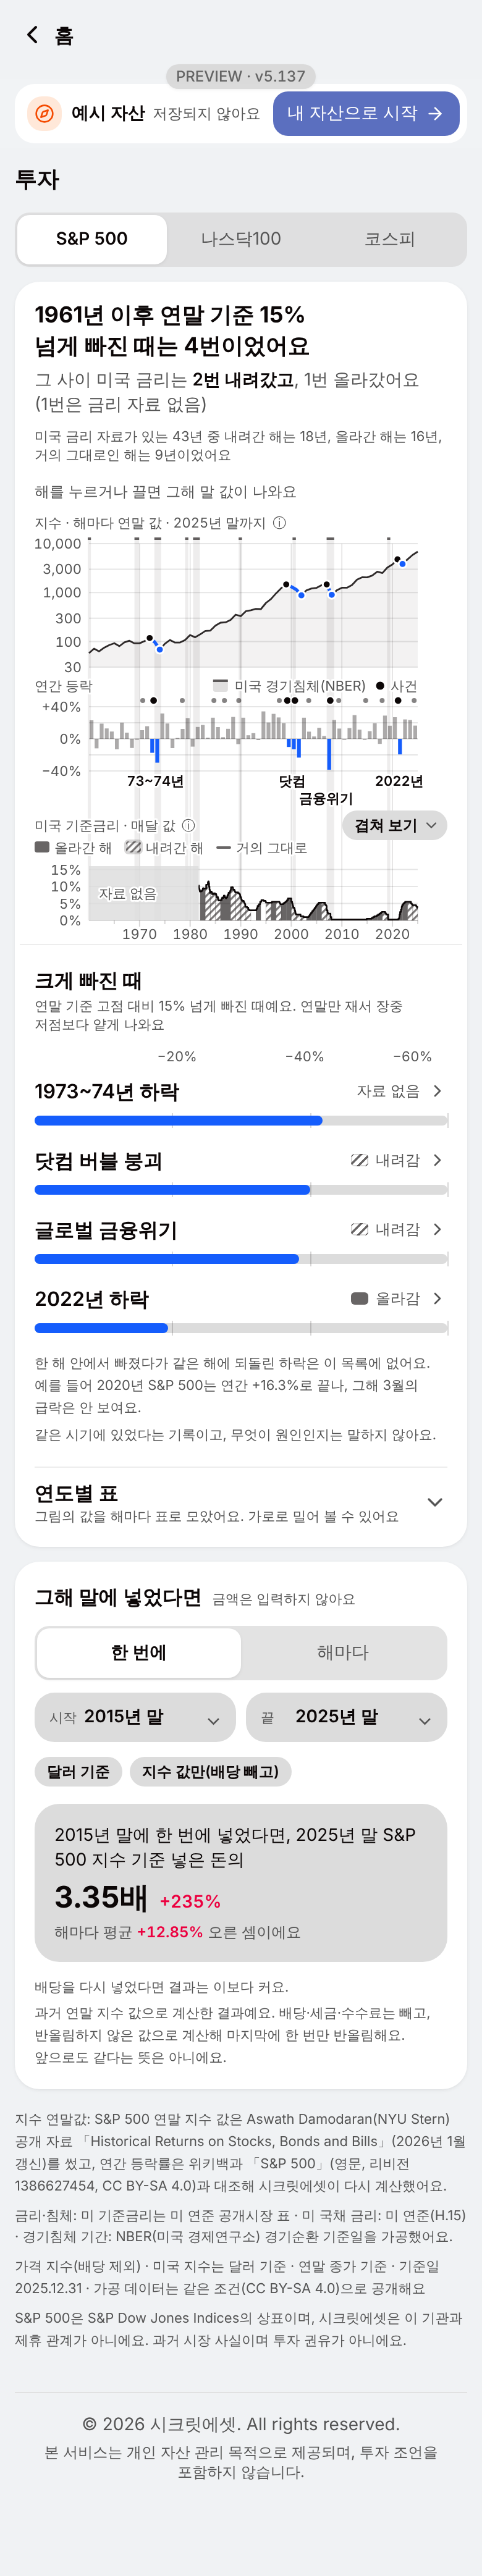 홈
PREVIEW · v5.137
예시 자산 저장되지 않아요 내 자산으로 시작 →
투자
S&P 500 나스닥100 코스피
1961년 이후 연말 기준 15%
넘게 빠진 때는 4번이었어요
그 사이 미국 금리는 2번 내려갔고, 1번 올라갔어요
(1번은 금리 자료 없음)
미국 금리 자료가 있는 43년 중 내려간 해는 18년, 올라간 해는 16년,
거의 그대로인 해는 9년이었어요
해를 누르거나 끌면 그해 말 값이 나와요
지수 · 해마다 연말 값 · 2025년 말까지 ⓘ
10,000
3,000
1,000
300
100
30
연간 등락 미국 경기침체(NBER) 사건
+40%
0%
−40%
73~74년 닷컴 2022년
금융위기
미국 기준금리 · 매달 값 ⓘ 겹쳐 보기
올라간 해 내려간 해 거의 그대로
15%
10%
5%
0%
자료 없음
1970 1980 1990 2000 2010 2020
크게 빠진 때
연말 기준 고점 대비 15% 넘게 빠진 때예요. 연말만 재서 장중
저점보다 얕게 나와요
−20% −40% −60%
1973~74년 하락 자료 없음
닷컴 버블 붕괴 내려감
글로벌 금융위기 내려감
2022년 하락 올라감
한 해 안에서 빠졌다가 같은 해에 되돌린 하락은 이 목록에 없어요.
예를 들어 2020년 S&P 500는 연간 +16.3%로 끝나, 그해 3월의
급락은 안 보여요.
같은 시기에 있었다는 기록이고, 무엇이 원인인지는 말하지 않아요.
연도별 표
그림의 값을 해마다 표로 모았어요. 가로로 밀어 볼 수 있어요
그해 말에 넣었다면 금액은 입력하지 않아요
한 번에 해마다
시작 2015년 말 끝 2025년 말
달러 기준 지수 값만(배당 빼고)
2015년 말에 한 번에 넣었다면, 2025년 말 S&P
500 지수 기준 넣은 돈의
3.35배 +235%
해마다 평균 +12.85% 오른 셈이에요
배당을 다시 넣었다면 결과는 이보다 커요.
과거 연말 지수 값으로 계산한 결과예요. 배당·세금·수수료는 빼고,
반올림하지 않은 값으로 계산해 마지막에 한 번만 반올림해요.
앞으로도 같다는 뜻은 아니에요.
지수 연말값: S&P 500 연말 지수 값은 Aswath Damodaran(NYU Stern)
공개 자료 「Historical Returns on Stocks, Bonds and Bills」(2026년 1월
갱신)를 썼고, 연간 등락률은 위키백과 「S&P 500」(영문, 리비전
1386627454, CC BY-SA 4.0)과 대조해 시크릿에셋이 다시 계산했어요.
금리·침체: 미 기준금리는 미 연준 공개시장 표 · 미 국채 금리: 미 연준(H.15)
· 경기침체 기간: NBER(미국 경제연구소) 경기순환 기준일을 가공했어요.
가격 지수(배당 제외) · 미국 지수는 달러 기준 · 연말 종가 기준 · 기준일
2025.12.31 · 가공 데이터는 같은 조건(CC BY-SA 4.0)으로 공개해요
S&P 500은 S&P Dow Jones Indices의 상표이며, 시크릿에셋은 이 기관과
제휴 관계가 아니에요. 과거 시장 사실이며 투자 권유가 아니에요.
© 2026 시크릿에셋. All rights reserved.
본 서비스는 개인 자산 관리 목적으로 제공되며, 투자 조언을
포함하지 않습니다.